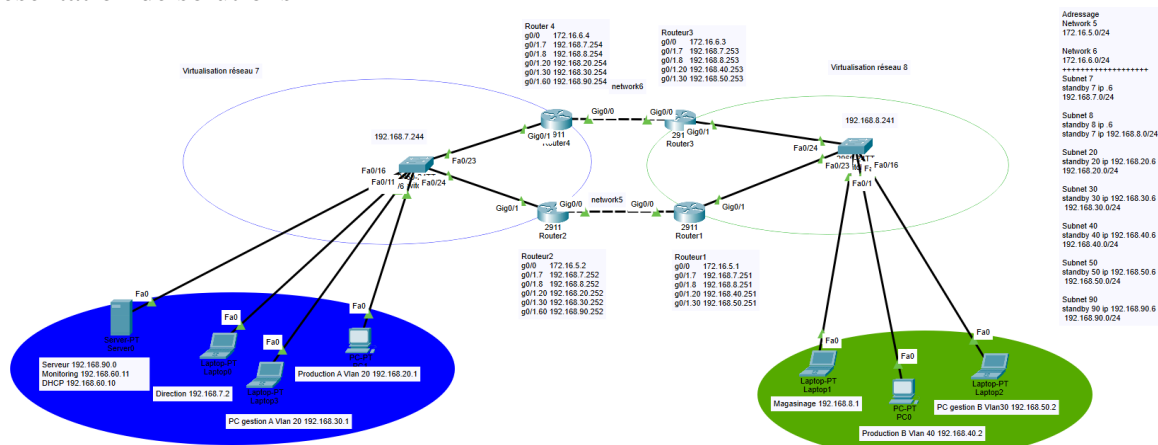 Router 4
g0/0 172.16.6.4
g0/1.7 192.168.7.254
g0/1.8 192.168.8.254
g0/1.20 192.168.20.254
g0/1.30 192.168.30.254
g0/1.60 192.168.90.254
Routeur3
g0/0 172.16.6.3
g0/1.7 192.168.7.253
g0/1.8 192.168.8.253
g0/1.20 192.168.40.253
g0/1.30 192.168.50.253
Adressage
Network 5
172.16.5.0/24
Network 6
172.16.6.0/24
+++++++++++++++++++
Subnet 7
standby 7 ip .6
192.168.7.0/24
Subnet 8
standby 8 ip .6
standby 7 ip 192.168.8.0/24
Subnet 20
standby 20 ip 192.168.20.6
192.168.20.0/24
Subnet 30
standby 30 ip 192.168.30.6
192.168.30.0/24
Subnet 40
standby 40 ip 192.168.40.6
192.168.40.0/24
Subnet 50
standby 50 ip 192.168.50.6
192.168.50.0/24
Subnet 90
standby 90 ip 192.168.90.6
192.168.90.0/24
Virtualisation réseau 7
network6
Virtualisation réseau 8
Gig0/0
Gig0/0
Gig0/1
Router4
Gig0/1
Router3
192.168.7.244
192.168.8.241
Fa0/23
Fa0/16
Fa0/11
Fa0/24
Fa0/24
Fa0/23
Fa0/16
Fa0/1
Gig0/1
Gig0/0
network5
Gig0/0
Gig0/1
2911
Router2
2911
Router1
Routeur2
g0/0 172.16.5.2
g0/1.7 192.168.7.252
g0/1.8 192.168.8.252
g0/1.20 192.168.20.252
g0/1.30 192.168.30.252
g0/1.60 192.168.90.252
Routeur1
g0/0 172.16.5.1
g0/1.7 192.168.7.251
g0/1.8 192.168.8.251
g0/1.20 192.168.40.251
g0/1.30 192.168.50.251
Fa0
Fa0
Fa0
Fa0
Serveur 192.168.90.0
Monitoring 192.168.60.11
DHCP 192.168.60.10
Laptop-PT
Direction 192.168.7.2
Laptop-PT
PC gestion A Vlan 20 192.168.30.1
Production A Vlan 20 192.168.20.1
Fa0
Fa0
Fa0
Laptop-PT
Laptop1
Magasinage 192.168.8.1
PC-PT
PC0
Production B Vlan 40 192.168.40.2
Laptop-PT
Laptop2
PC gestion B Vlan30 192.168.50.2